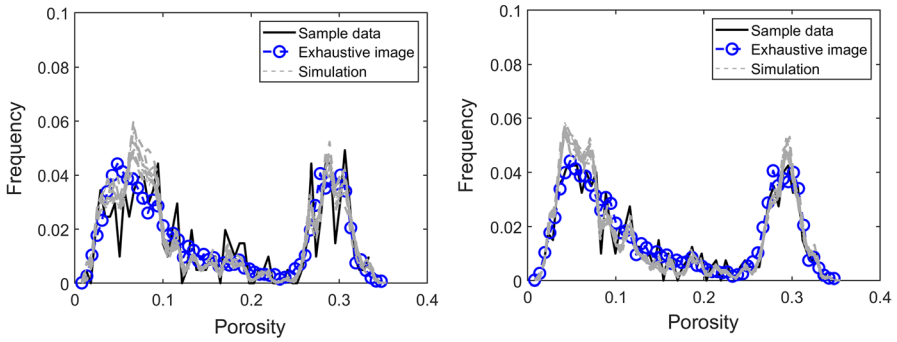 0.1
0.08
0.06
0.04
0.02
0
Frequency
Sample data
Exhaustive image
Simulation
0
0.1
0.2
0.3
0.4
Porosity
0.1
0.08
0.06
0.04
0.02
0
Frequency
Sample data
Exhaustive image
Simulation
0
0.1
0.2
0.3
0.4
Porosity